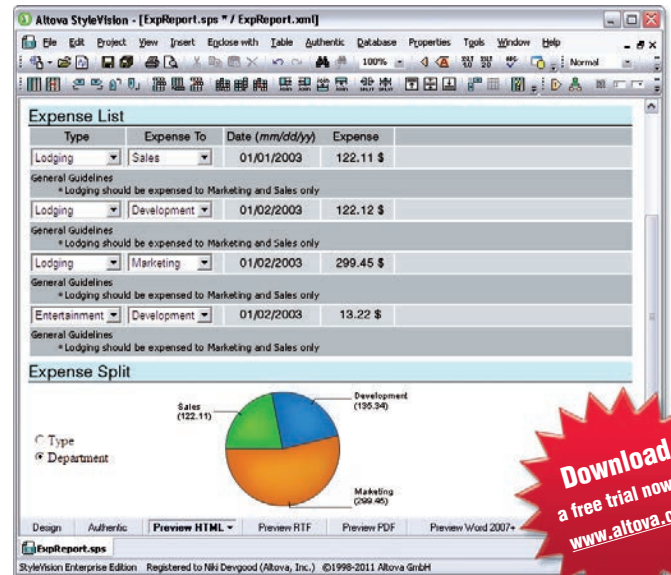 Altova StyleVision - [ExpReport.sps * / ExpReport.xml]
File Edit Project View Insert Enclose with Table Authentic Database Properties Tools Window Help
100% Normal
Expense List
Type Expense To Date (mm/dd/yy) Expense
Lodging Sales 01/01/2003 122.11 $
General Guidelines
* Lodging should be expensed to Marketing and Sales only
Lodging Development 01/02/2003 122.12 $
General Guidelines
* Lodging should be expensed to Marketing and Sales only
Lodging Marketing 01/02/2003 299.45 $
General Guidelines
* Lodging should be expensed to Marketing and Sales only
Entertainment Development 01/02/2003 13.22 $
General Guidelines
* Lodging should be expensed to Marketing and Sales only
Expense Split
Sales
(122.11)
Development
(135.34)
Type
Department
Marketing
(299.45)
Download
a free trial now
www.altova.c
Design Authentic Preview HTML Preview RTF Preview PDF Preview Word 2007+
ExpReport.sps
StyleVision Enterprise Edition Registered to Niki Devgood (Altova, Inc.) ©1998-2011 Altova GmbH